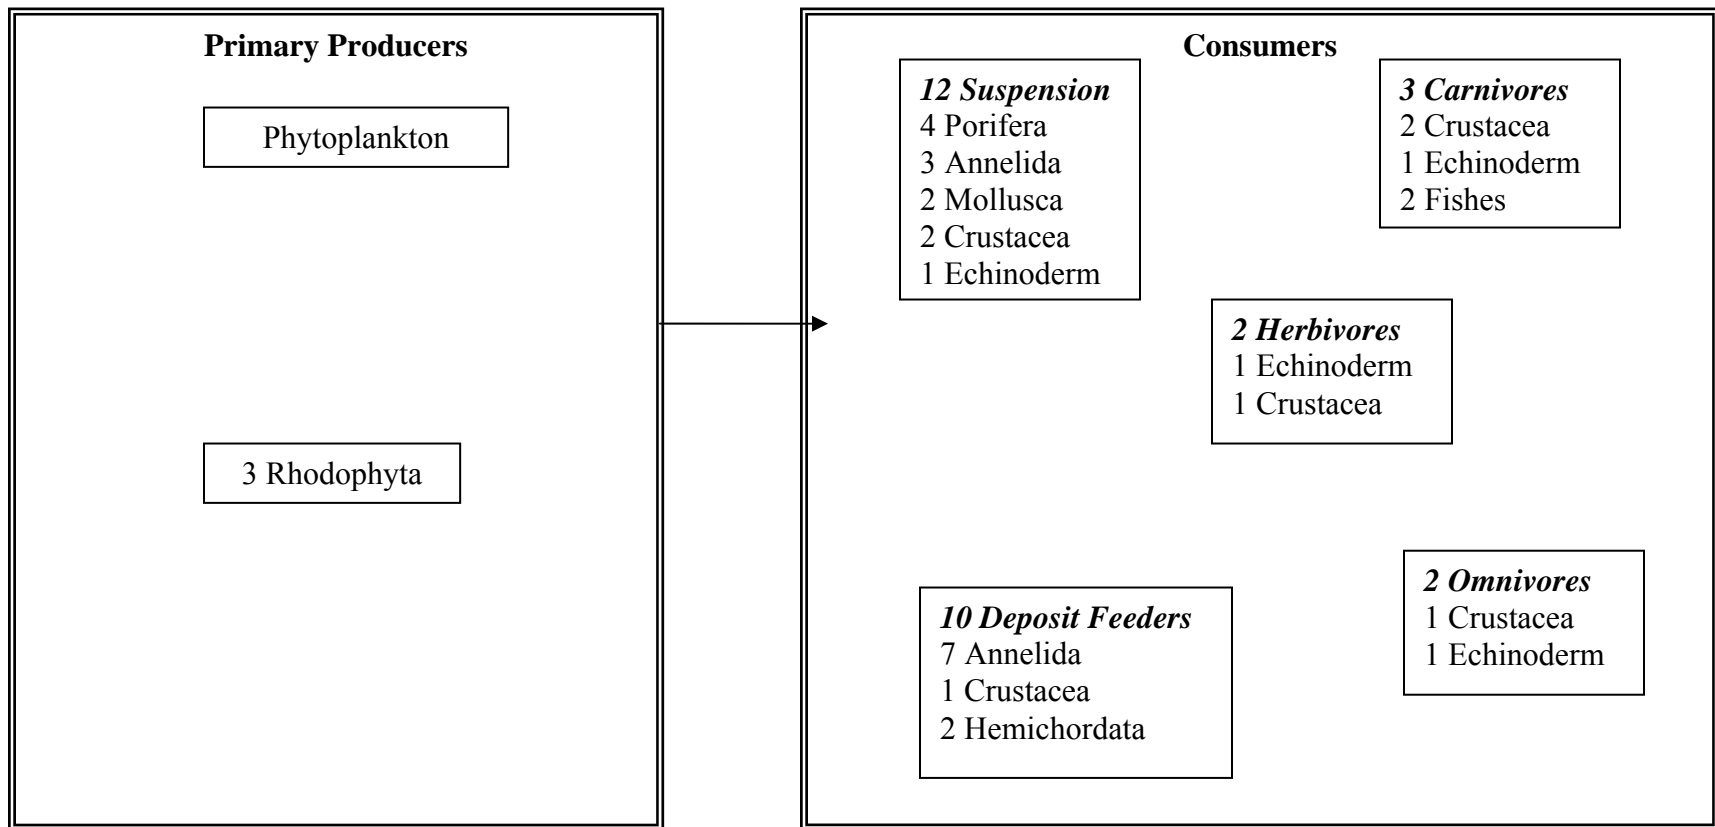 Primary Producers
Phytoplankton
3 Rhodophyta
Consumers
12 Suspension
4 Porifera
3 Annelida
2 Mollusca
2 Crustacea
1 Echinoderm
3 Carnivores
2 Crustacea
1 Echinoderm
2 Fishes
2 Herbivores
1 Echinoderm
1 Crustacea
10 Deposit Feeders
7 Annelida
1 Crustacea
2 Hemichordata
2 Omnivores
1 Crustacea
1 Echinoderm